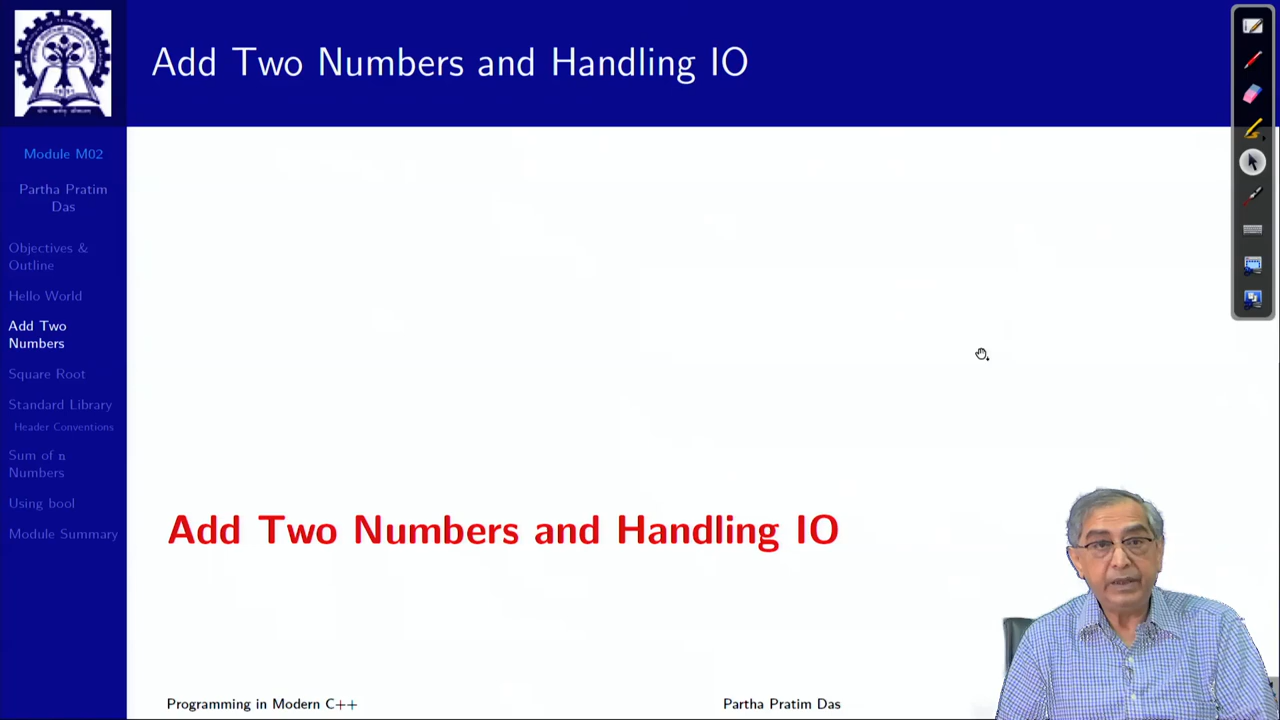 Add Two Numbers and Handling IO
Module M02
Partha Pratim
Das
Objectives &
Outline
Hello World
Add Two
Numbers
Square Root
Standard Library
Header Conventions
Sum of n
Numbers
Using bool
Module Summary
Add Two Numbers and Handling IO
Programming in Modern C++
Partha Pratim Das